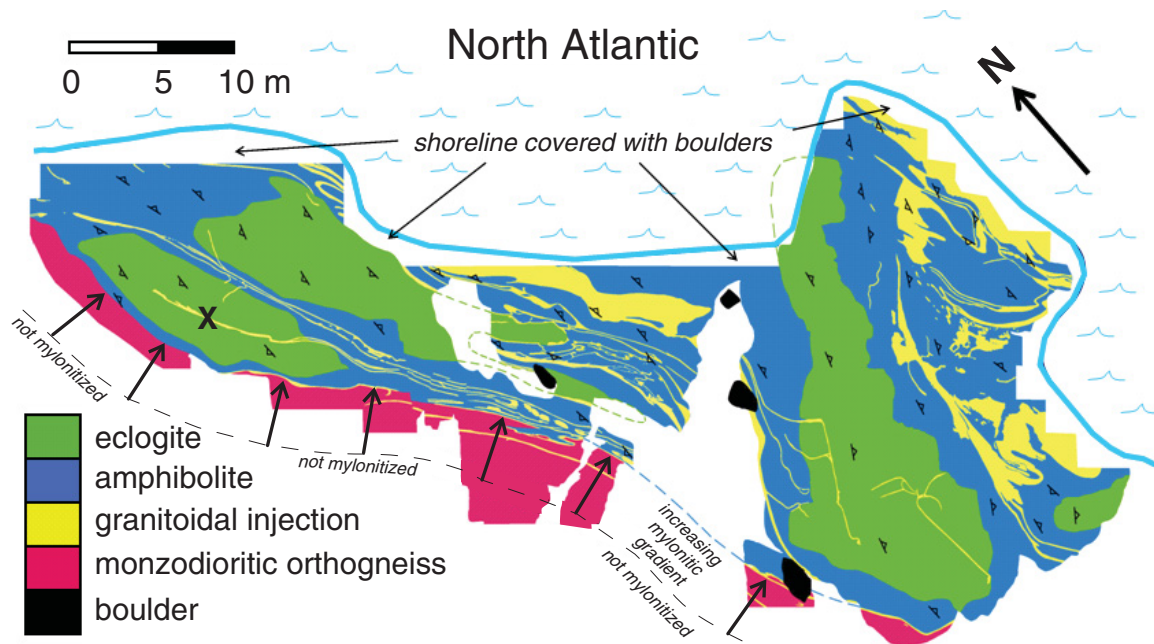 North Atlantic
N
0 5 10 m
shoreline covered with boulders
X
not mylonitized
not mylonitized
increasing
mylonitic
gradient
not mylonitized
eclogite
amphibolite
granitoidal injection
monzodioritic orthogneiss
boulder